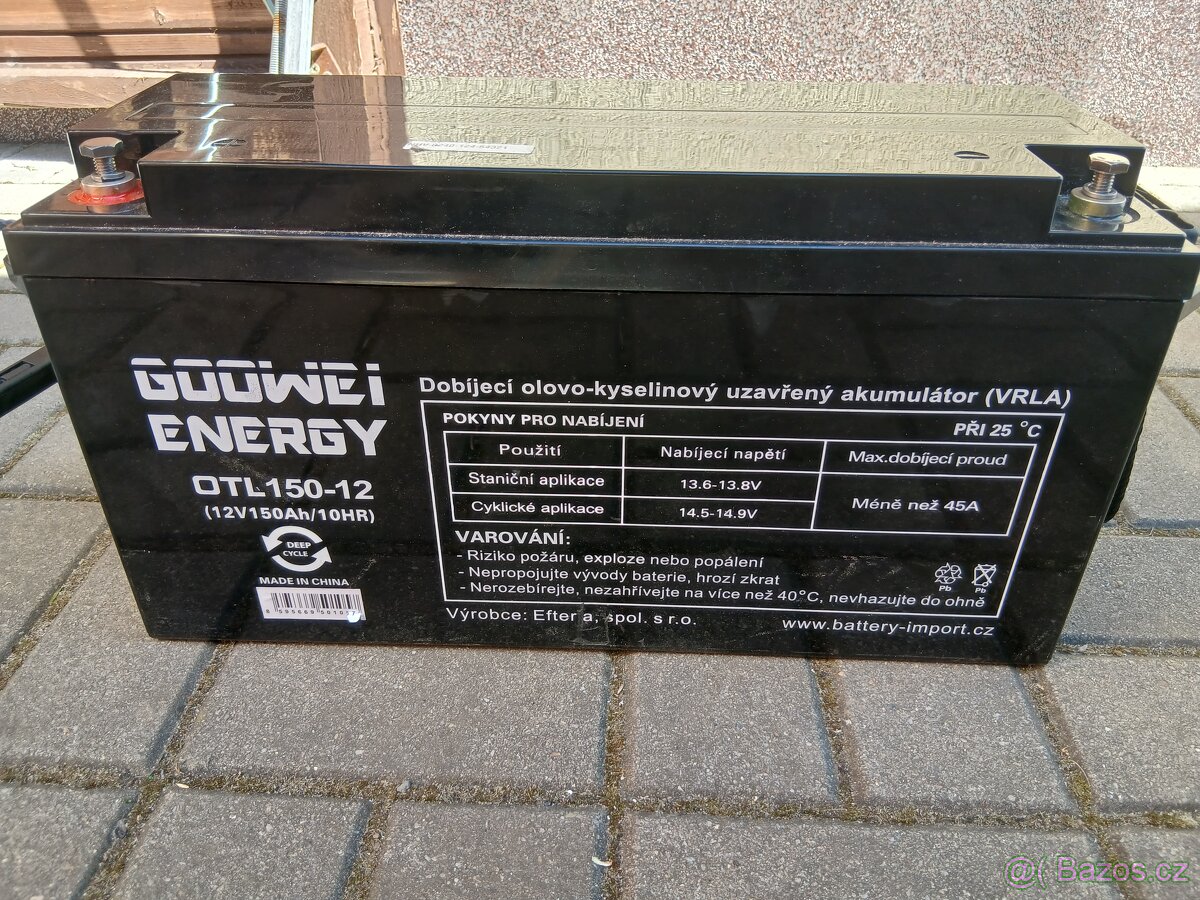 GOOWEI
ENERGY
OTL150-12
(12V150Ah/10HR)
DEEP
CYCLE
MADE IN CHINA
Dobíjecí olovo-kyselinový uzavřený akumulátor (VRLA)
POKYNY PRO NABÍJENÍ PŘI 25 °C
Použití Nabíjecí napětí Max.dobíjecí proud
Staniční aplikace 13.6-13.8V
Méně než 45A
Cyklické aplikace 14.5-14.9V
VAROVÁNÍ:
- Riziko požáru, exploze nebo popálení
- Nepropojujte vývody baterie, hrozí zkrat
- Nerozebírejte, nezahřívejte na více než 40°C, nevhazujte do ohně
Pb Pb
Výrobce: Efter a, spol. s r.o. www.battery-import.cz
@( Bazos.cz